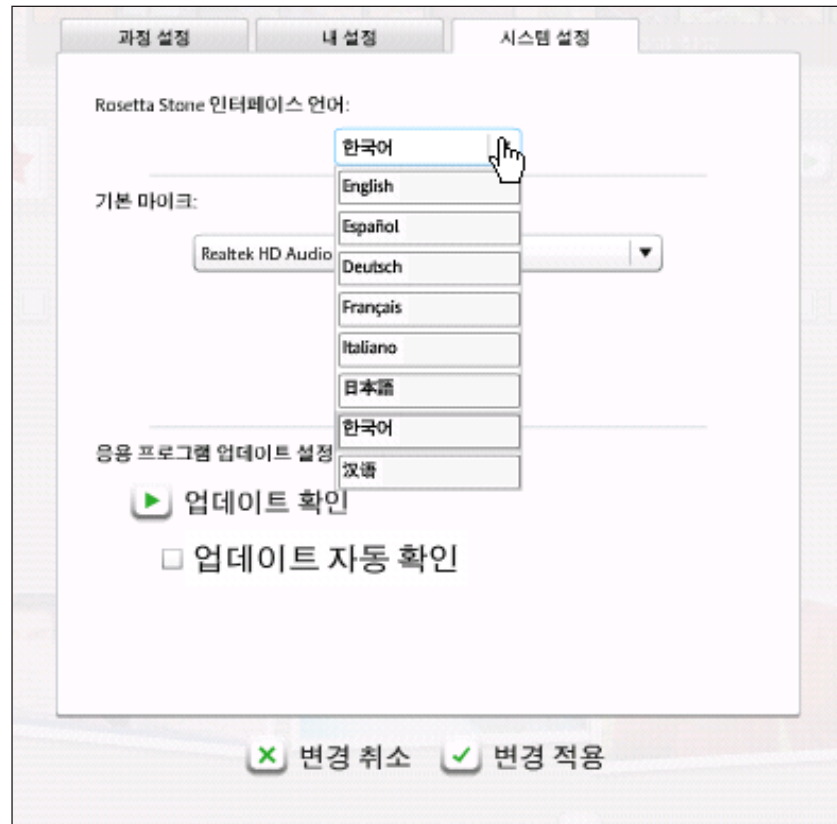 과정 설정
내 설정
시스템 설정
Rosetta Stone 인터페이스 언어:
한국어
English
기본 마이크:
Español
Realtek HD Audio
Deutsch
Français
Italiano
日本語
한국어
응용 프로그램 업데이트 설정
汉语
업데이트 확인
업데이트 자동 확인
변경 취소
변경 적용